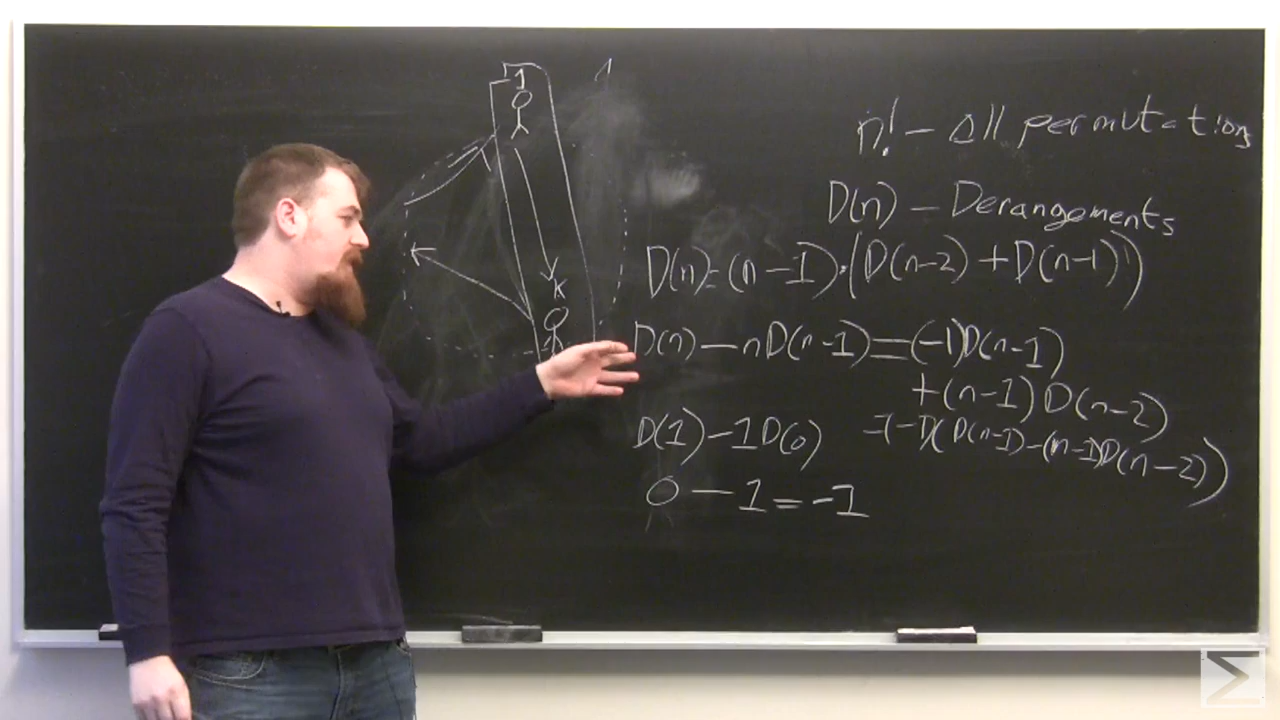 1
1
K
n! - All permutations
D(n) - Derangements
D(n)=(n-1)·(D(n-2)+D(n-1))
D(n)-nD(n-1)=(-1)D(n-1)
+(n-1)D(n-2)
D(1)-1D(0)
D(n-1)-(n-1)D(n-2))
0-1=-1
Σ